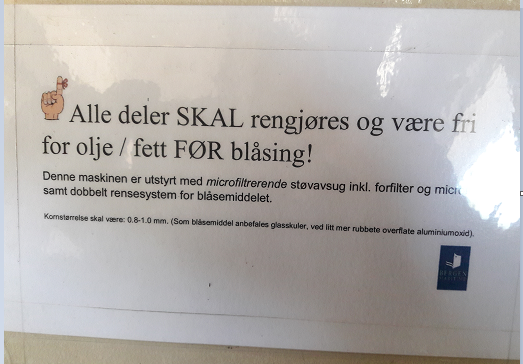 Alle deler SKAL rengjøres og være fri
for olje / fett FØR blåsing!
Denne maskinen er utstyrt med microfiltrerende støvavsug inkl. forfilter og
samt dobbelt rensesystem for blåsemiddelet.
Kornstørrelse skal være: 0.8-1.0 mm. (Som blåsemiddel anbefales glasskuler, ved litt mer rubbete overflate aluminiumoxid).
BERGEN